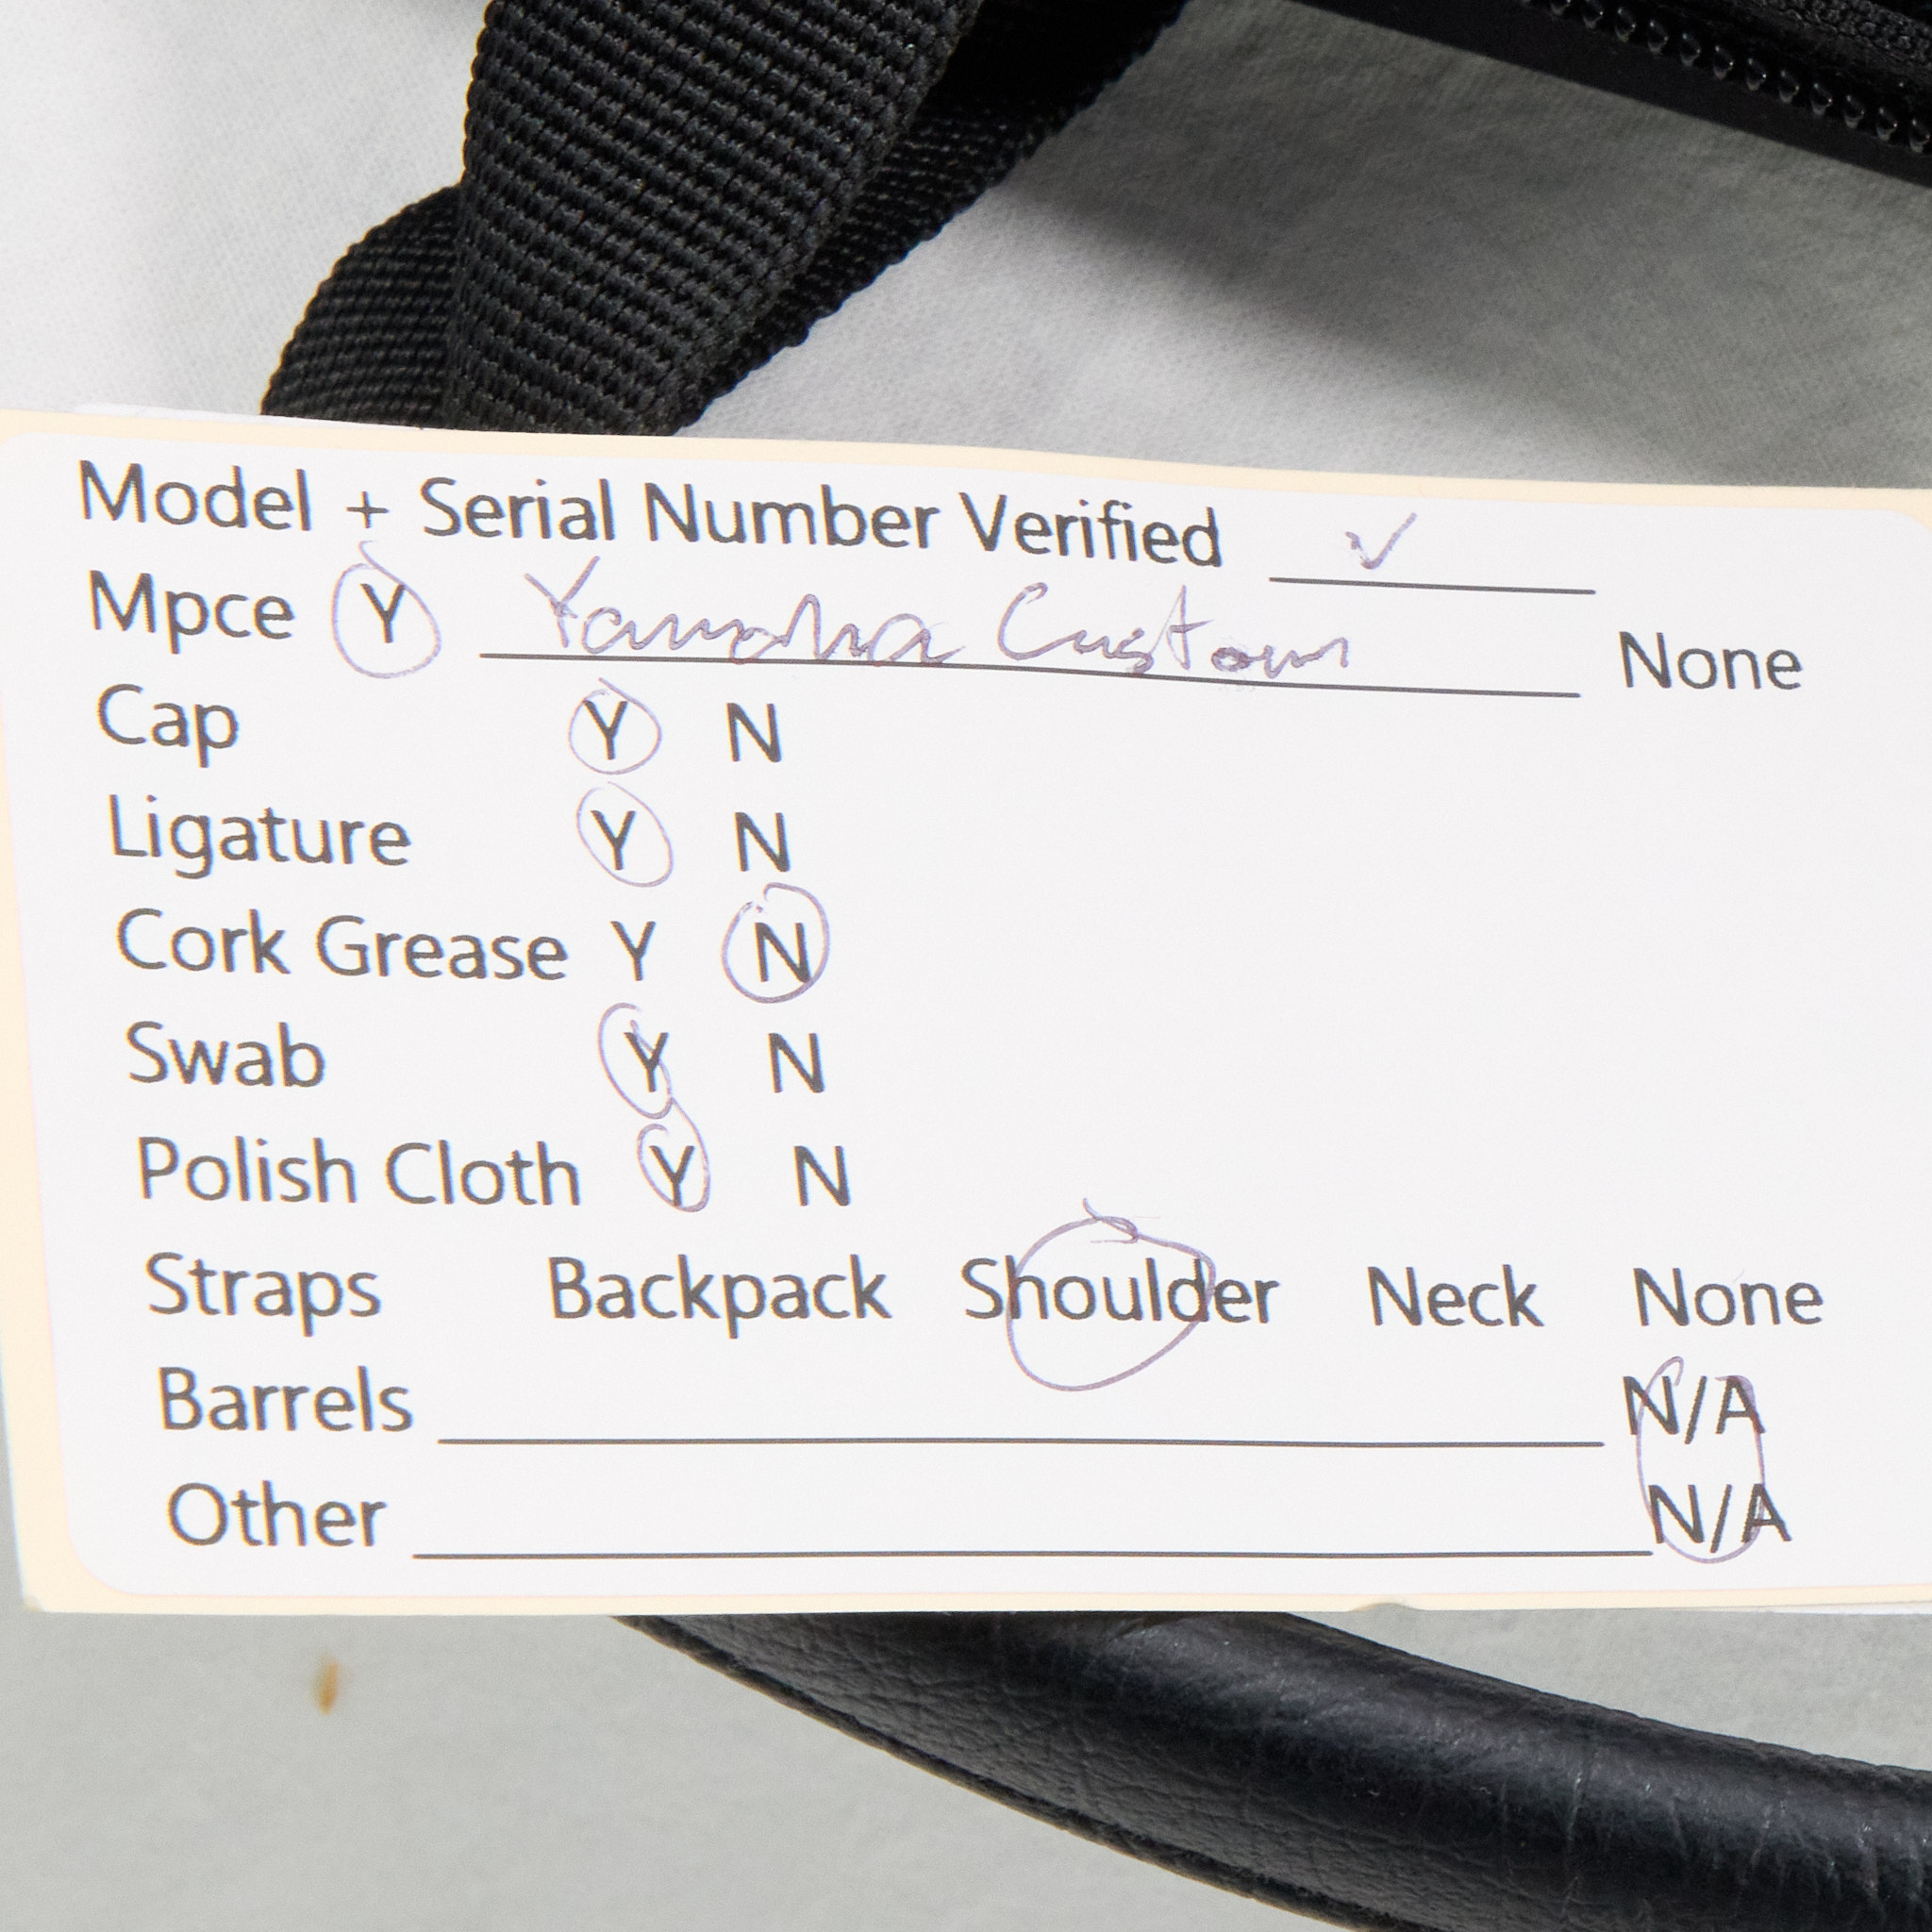 Model + Serial Number Verified ✓
Mpce Y Yamaha Custom None
Cap Y N
Ligature Y N
Cork Grease Y N
Swab Y N
Polish Cloth Y N
Straps Backpack Shoulder Neck None
Barrels N/A
Other N/A